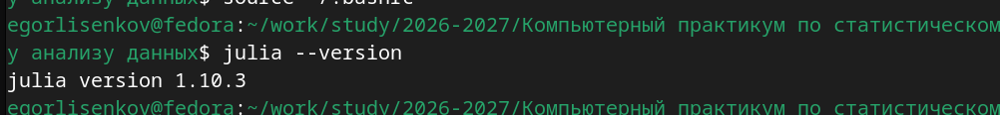 у анализу данных$ source ~/.bashrc
egorlisenkov@fedora:~/work/study/2026-2027/Компьютерный практикум по статистическом
у анализу данных$ julia --version
julia version 1.10.3
egorlisenkov@fedora:~/work/study/2026-2027/Компьютерный практикум по статистическом